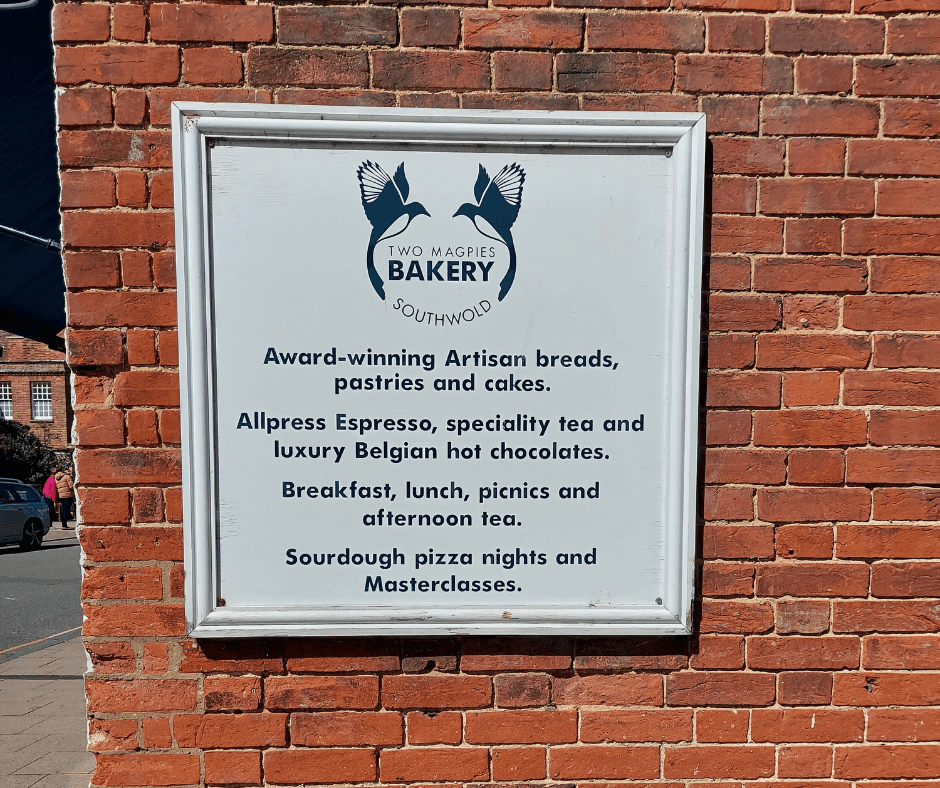 TWO MAGPIES
BAKERY
SOUTHWOLD
Award-winning Artisan breads,
pastries and cakes.
Allpress Espresso, speciality tea and
luxury Belgian hot chocolates.
Breakfast, lunch, picnics and
afternoon tea.
Sourdough pizza nights and
Masterclasses.